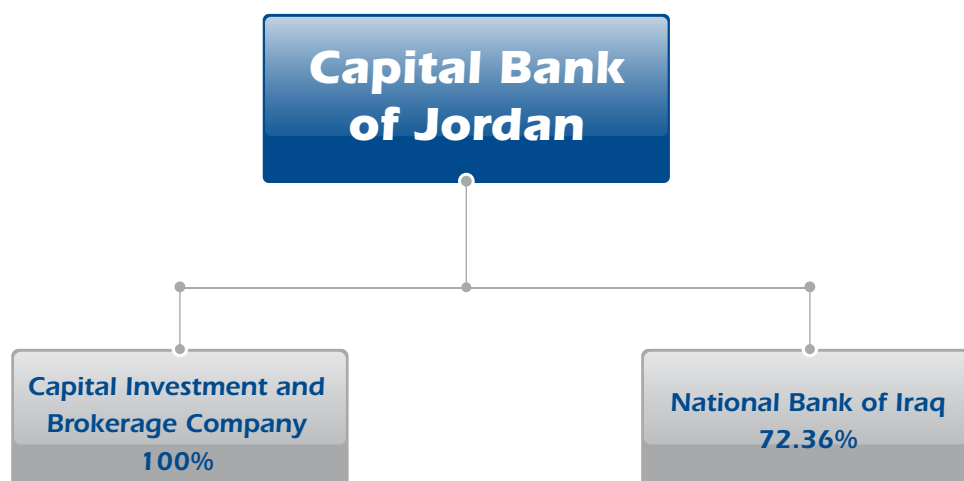 Capital Bank
of Jordan
Capital Investment and
Brokerage Company
100%
National Bank of Iraq
72.36%